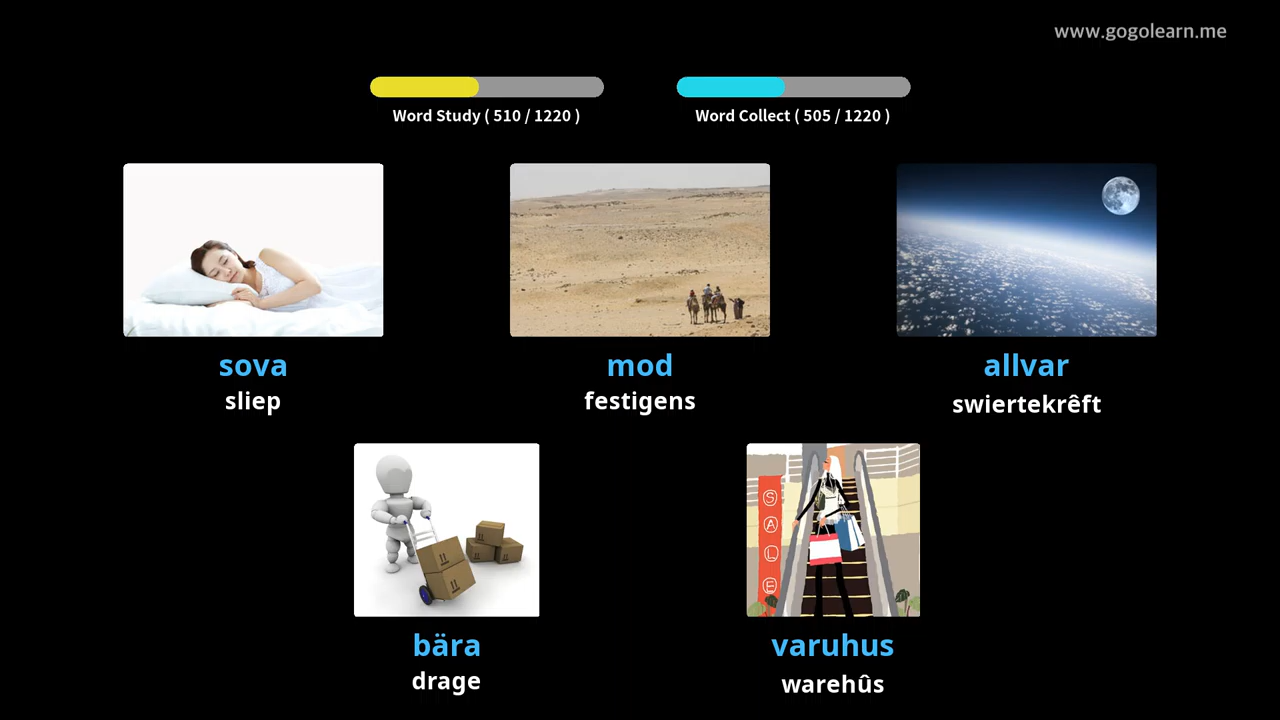 www.gogolearn.me
Word Study ( 510 / 1220 )
Word Collect ( 505 / 1220 )
sova
sliep
mod
festigens
allvar
swiertekrêft
bära
drage
SALE
varuhus
warehûs